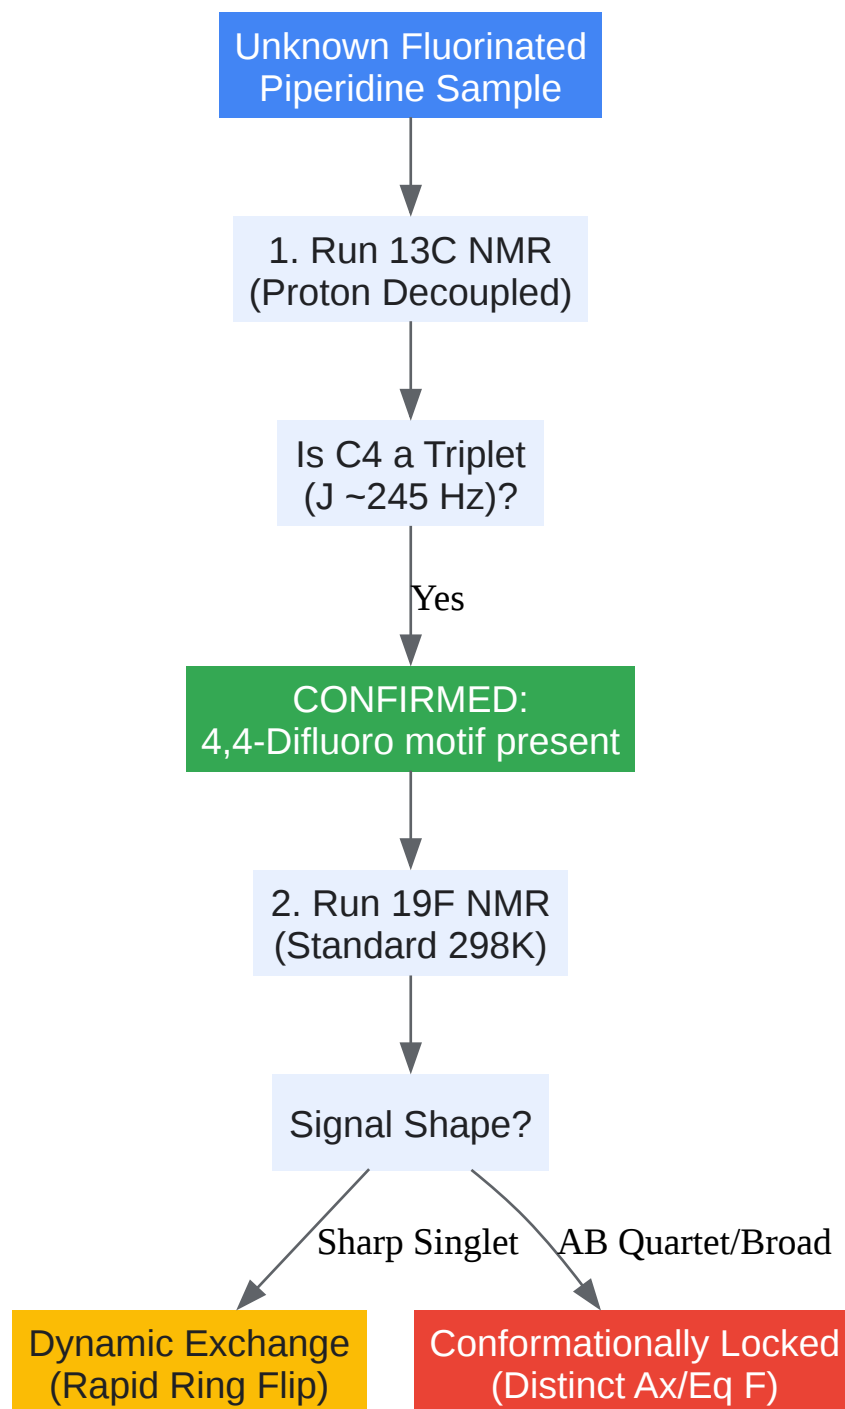 Unknown Fluorinated
Piperidine Sample
1. Run 13C NMR
(Proton Decoupled)
Is C4 a Triplet
(J ~245 Hz)?
Yes
CONFIRMED:
4,4-Difluoro motif present
2. Run 19F NMR
(Standard 298K)
Signal Shape?
Sharp Singlet
AB Quartet/Broad
Dynamic Exchange
(Rapid Ring Flip)
Conformationally Locked
(Distinct Ax/Eq F)